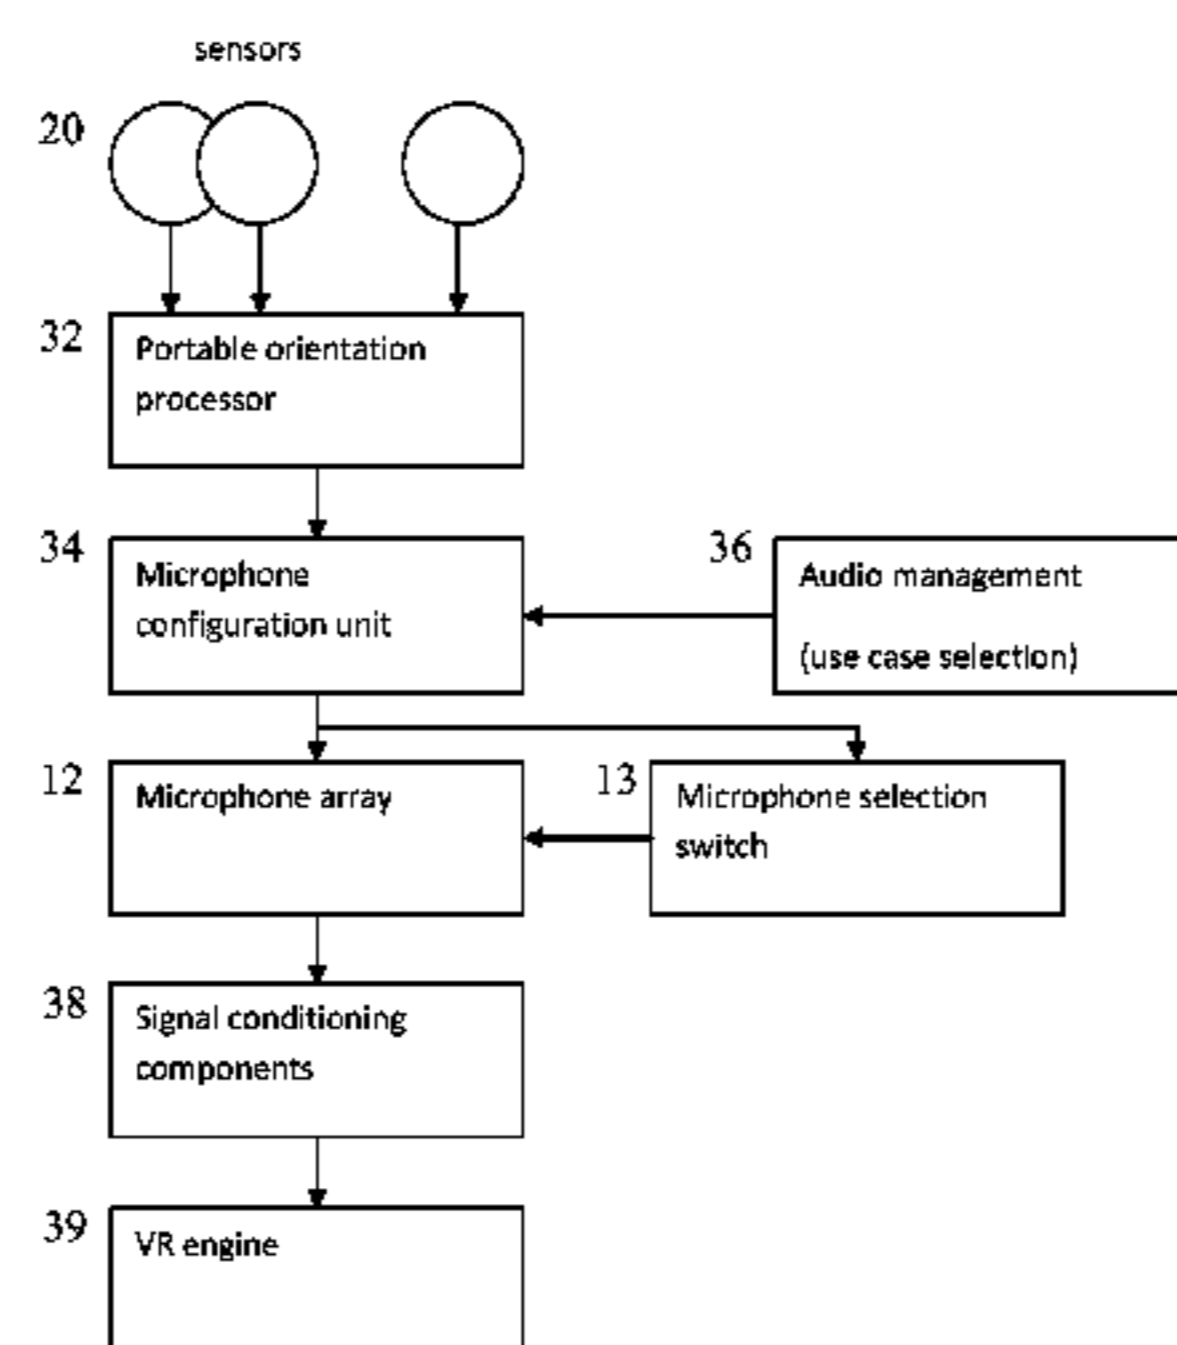 sensors
20
32
Portable orientation
processor
34
Microphone
configuration unit
36
Audio management
(use case selection)
12
Microphone array
13
Microphone selection
switch
38
Signal conditioning
components
39
VR engine